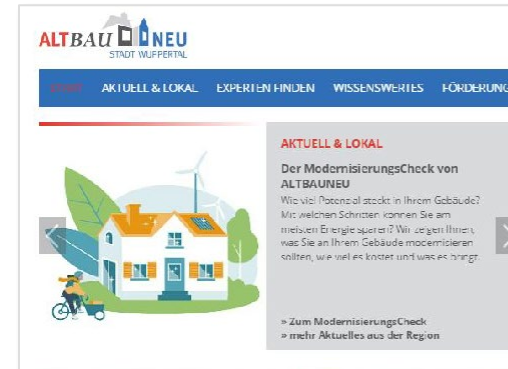 ALTBAU NEU
STADT WUPPERTAL
HOME AKTUELL & LOKAL EXPERTEN FINDEN WISSENSWERTES FÖRDERUNG
AKTUELL & LOKAL
Der ModernisierungsCheck von
ALTBAUNEU
Wie viel Potenzial steckt in Ihrem Gebäude?
Mit welchen Schritten können Sie am
meisten Energie sparen? Wir zeigen Ihnen,
was Sie an Ihrem Gebäude modernisieren
sollten, wie viel es kostet und was es bringt.
» Zum ModernisierungsCheck
» mehr Aktuelles aus der Region